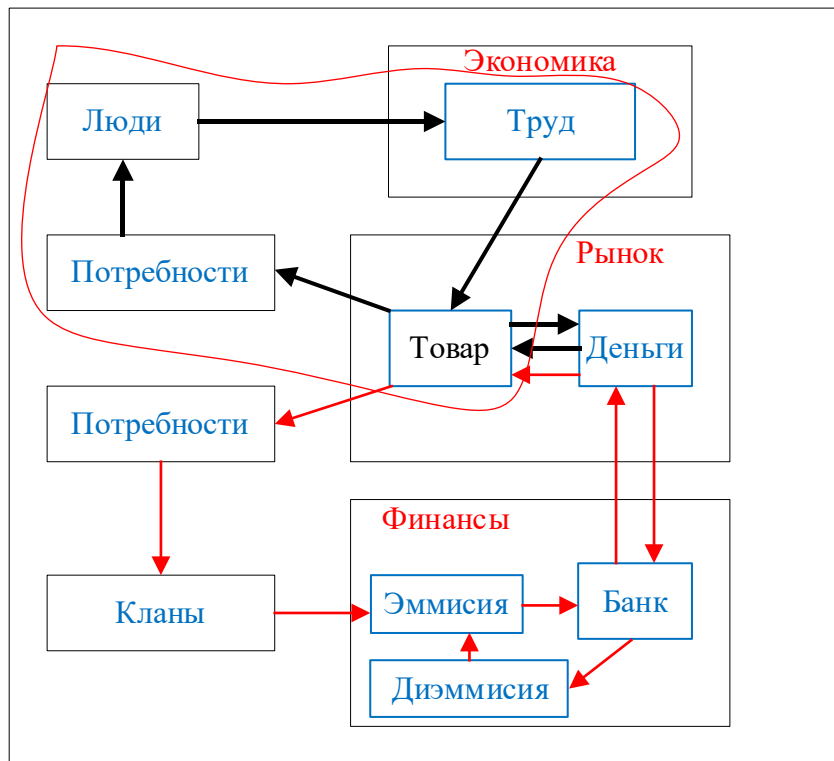 Экономика
Люди
Труд
Рынок
Потребности
Товар
Деньги
Потребности
Финансы
Кланы
Эммисия
Банк
Диэммисия